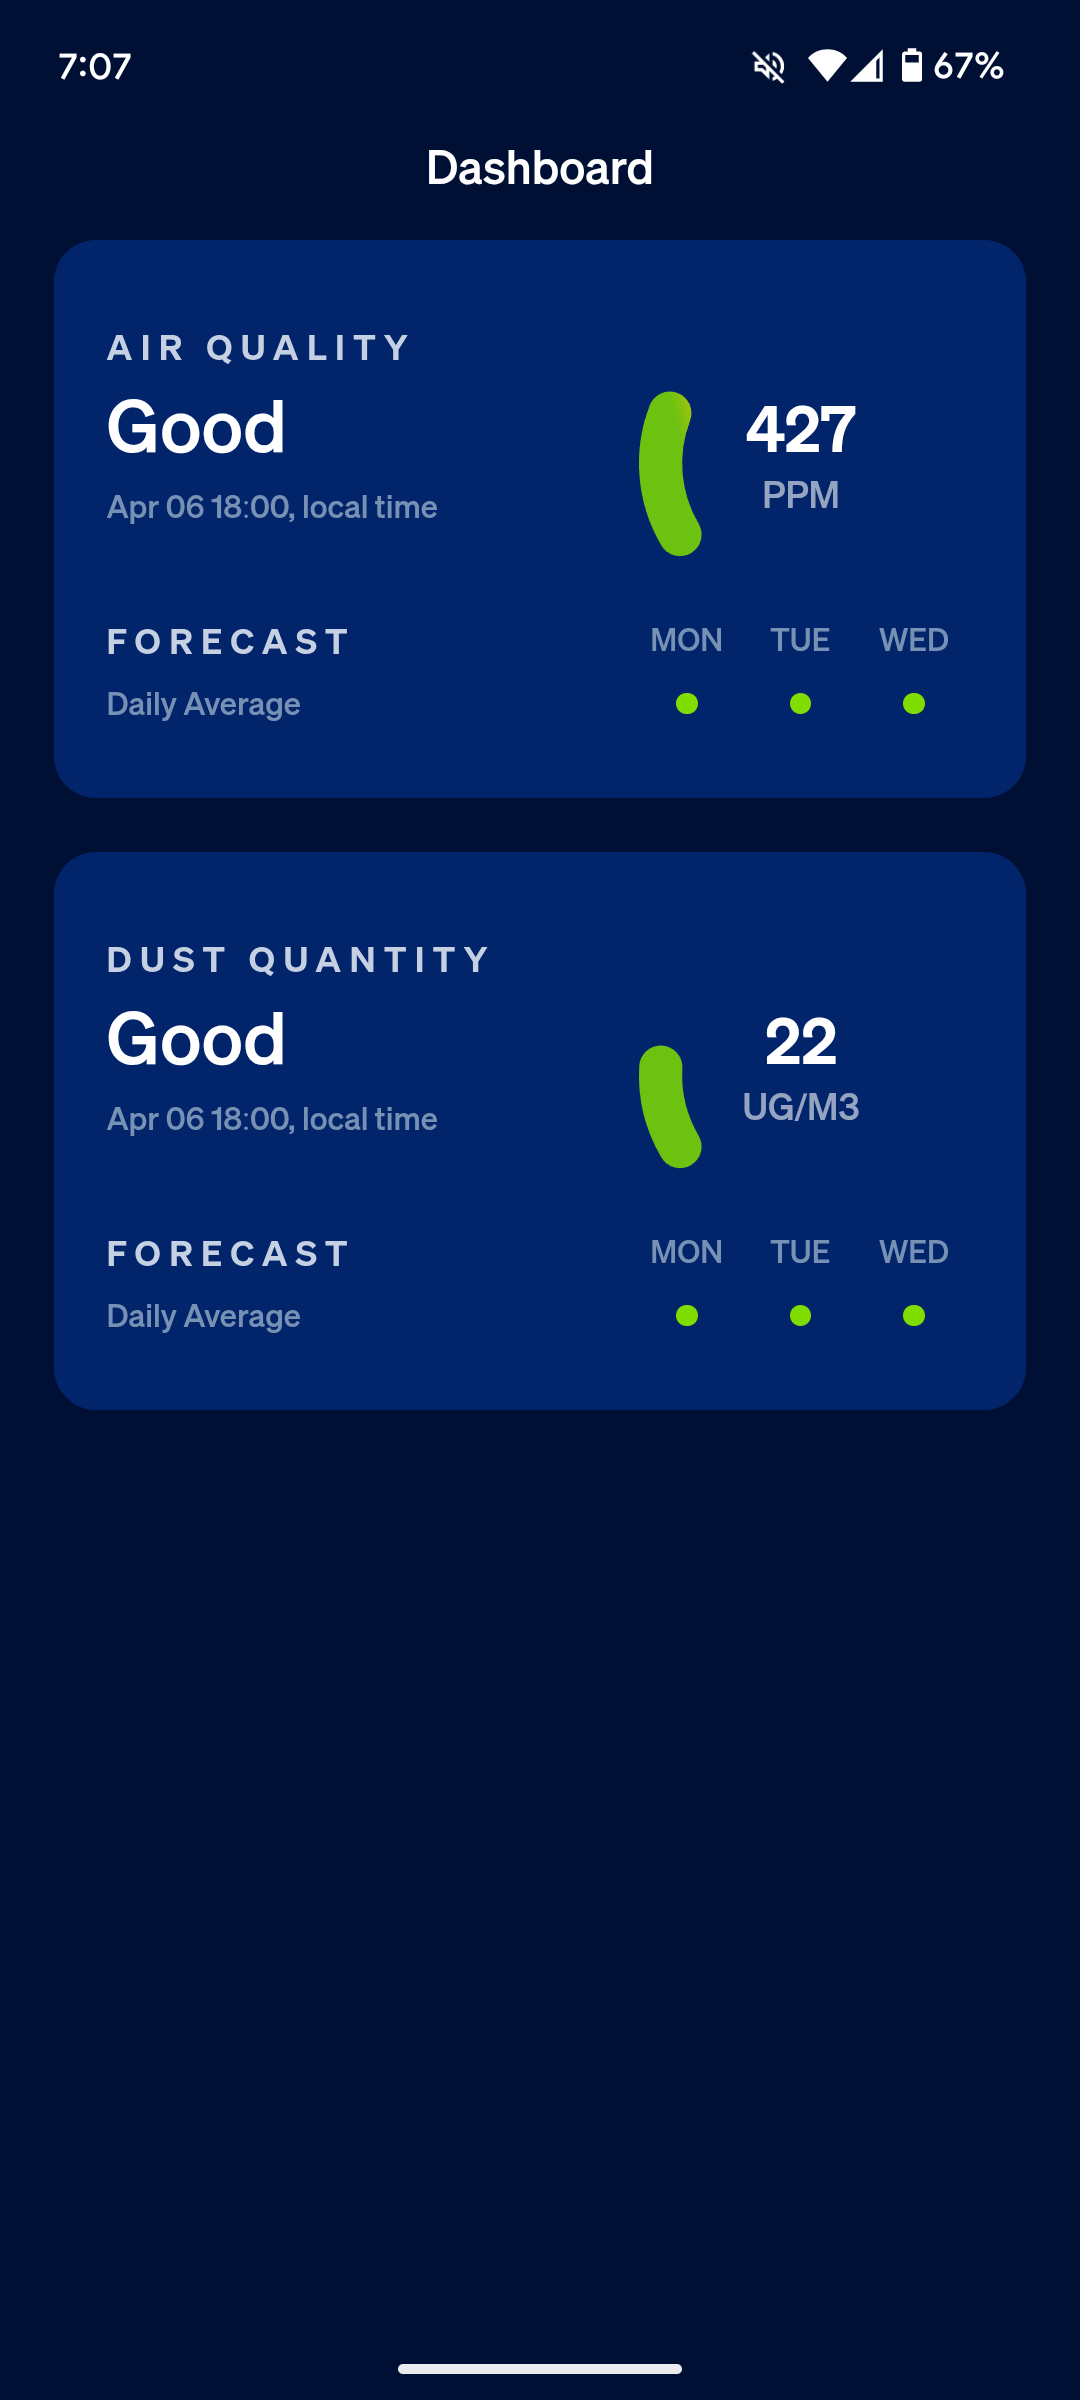 7:07
67%
Dashboard
AIR QUALITY
Good
Apr 06 18:00, local time
427
PPM
FORECAST
Daily Average
MON TUE WED
DUST QUANTITY
Good
Apr 06 18:00, local time
22
UG/M3
FORECAST
Daily Average
MON TUE WED